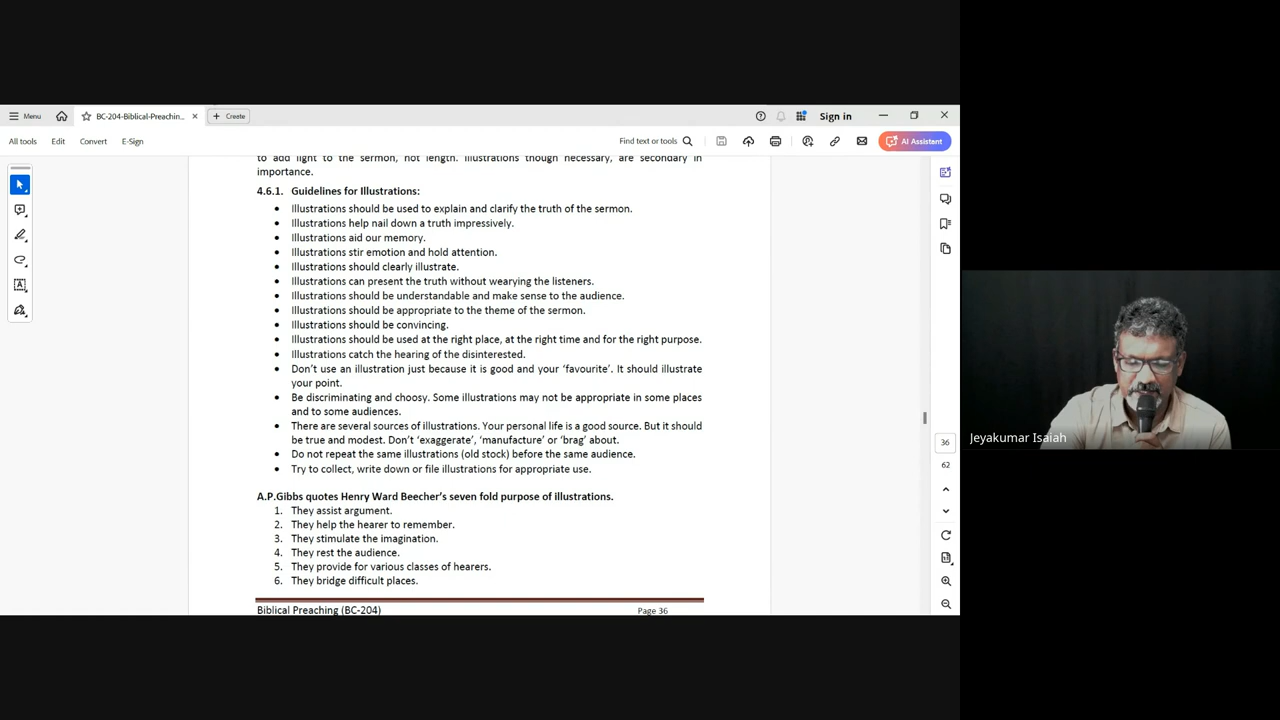 Menu
BC-204-Biblical-Preachin...
Create
Sign in
All tools
Edit
Convert
E-Sign
Find text or tools
AI Assistant
to add light to the sermon, not length. Illustrations though necessary, are secondary in
importance.
4.6.1. Guidelines for Illustrations:
• Illustrations should be used to explain and clarify the truth of the sermon.
• Illustrations help nail down a truth impressively.
• Illustrations aid our memory.
• Illustrations stir emotion and hold attention.
• Illustrations should clearly illustrate.
• Illustrations can present the truth without wearying the listeners.
• Illustrations should be understandable and make sense to the audience.
• Illustrations should be appropriate to the theme of the sermon.
• Illustrations should be convincing.
• Illustrations should be used at the right place, at the right time and for the right purpose.
• Illustrations catch the hearing of the disinterested.
• Don't use an illustration just because it is good and your 'favourite'. It should illustrate
your point.
• Be discriminating and choosy. Some illustrations may not be appropriate in some places
and to some audiences.
• There are several sources of illustrations. Your personal life is a good source. But it should
be true and modest. Don't 'exaggerate', 'manufacture' or 'brag' about.
• Do not repeat the same illustrations (old stock) before the same audience.
• Try to collect, write down or file illustrations for appropriate use.
A.P.Gibbs quotes Henry Ward Beecher's seven fold purpose of illustrations.
1. They assist argument.
2. They help the hearer to remember.
3. They stimulate the imagination.
4. They rest the audience.
5. They provide for various classes of hearers.
6. They bridge difficult places.
Biblical Preaching (BC-204) Page 36
36
62
Jeyakumar Isaiah